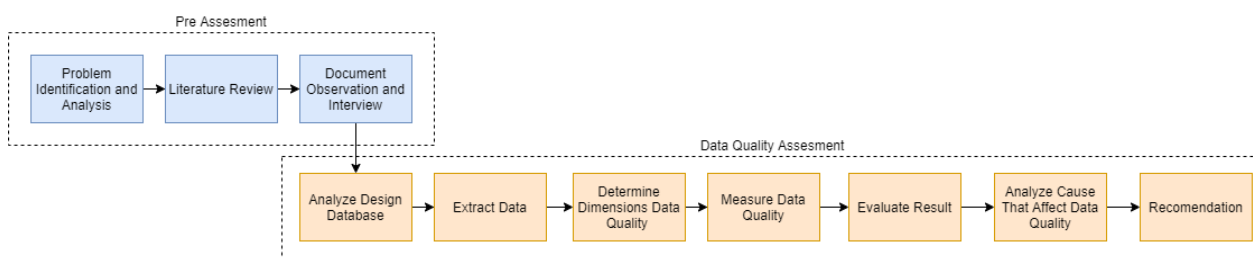 Pre Assesment
Problem
Identification and
Analysis
Literature Review
Document
Observation and
Interview
Data Quality Assesment
Analyze Design
Database
Extract Data
Determine
Dimensions Data
Quality
Measure Data
Quality
Evaluate Result
Analyze Cause
That Affect Data
Quality
Recomendation